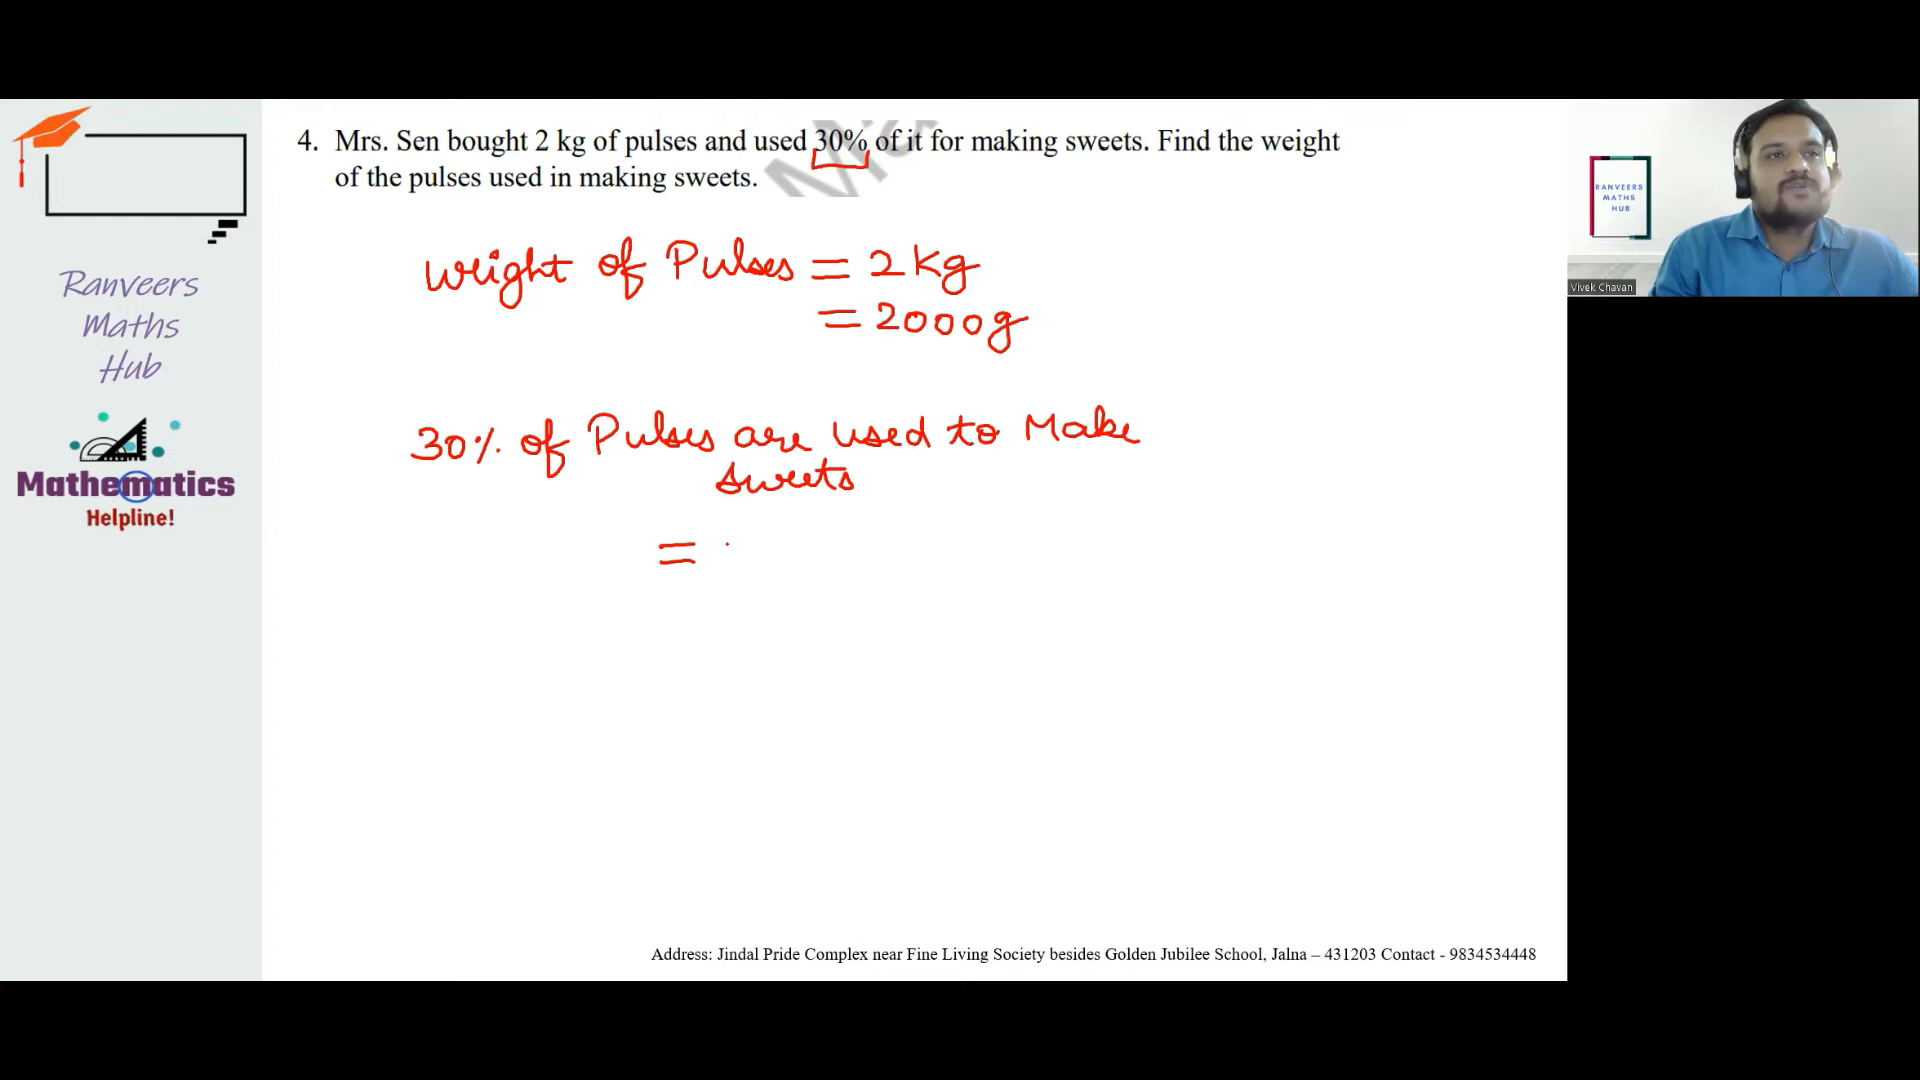 4. Mrs. Sen bought 2 kg of pulses and used 30% of it for making sweets. Find the weight
of the pulses used in making sweets.
Weight of Pulses = 2 Kg
= 2000g
30% of Pulses are used to Make
sweets
=
Ranveers
Maths
Hub
Mathematics
Helpline!
RANVEERS
MATHS
HUB
Vivek Chavan
Address: Jindal Pride Complex near Fine Living Society besides Golden Jubilee School, Jalna – 431203 Contact - 9834534448